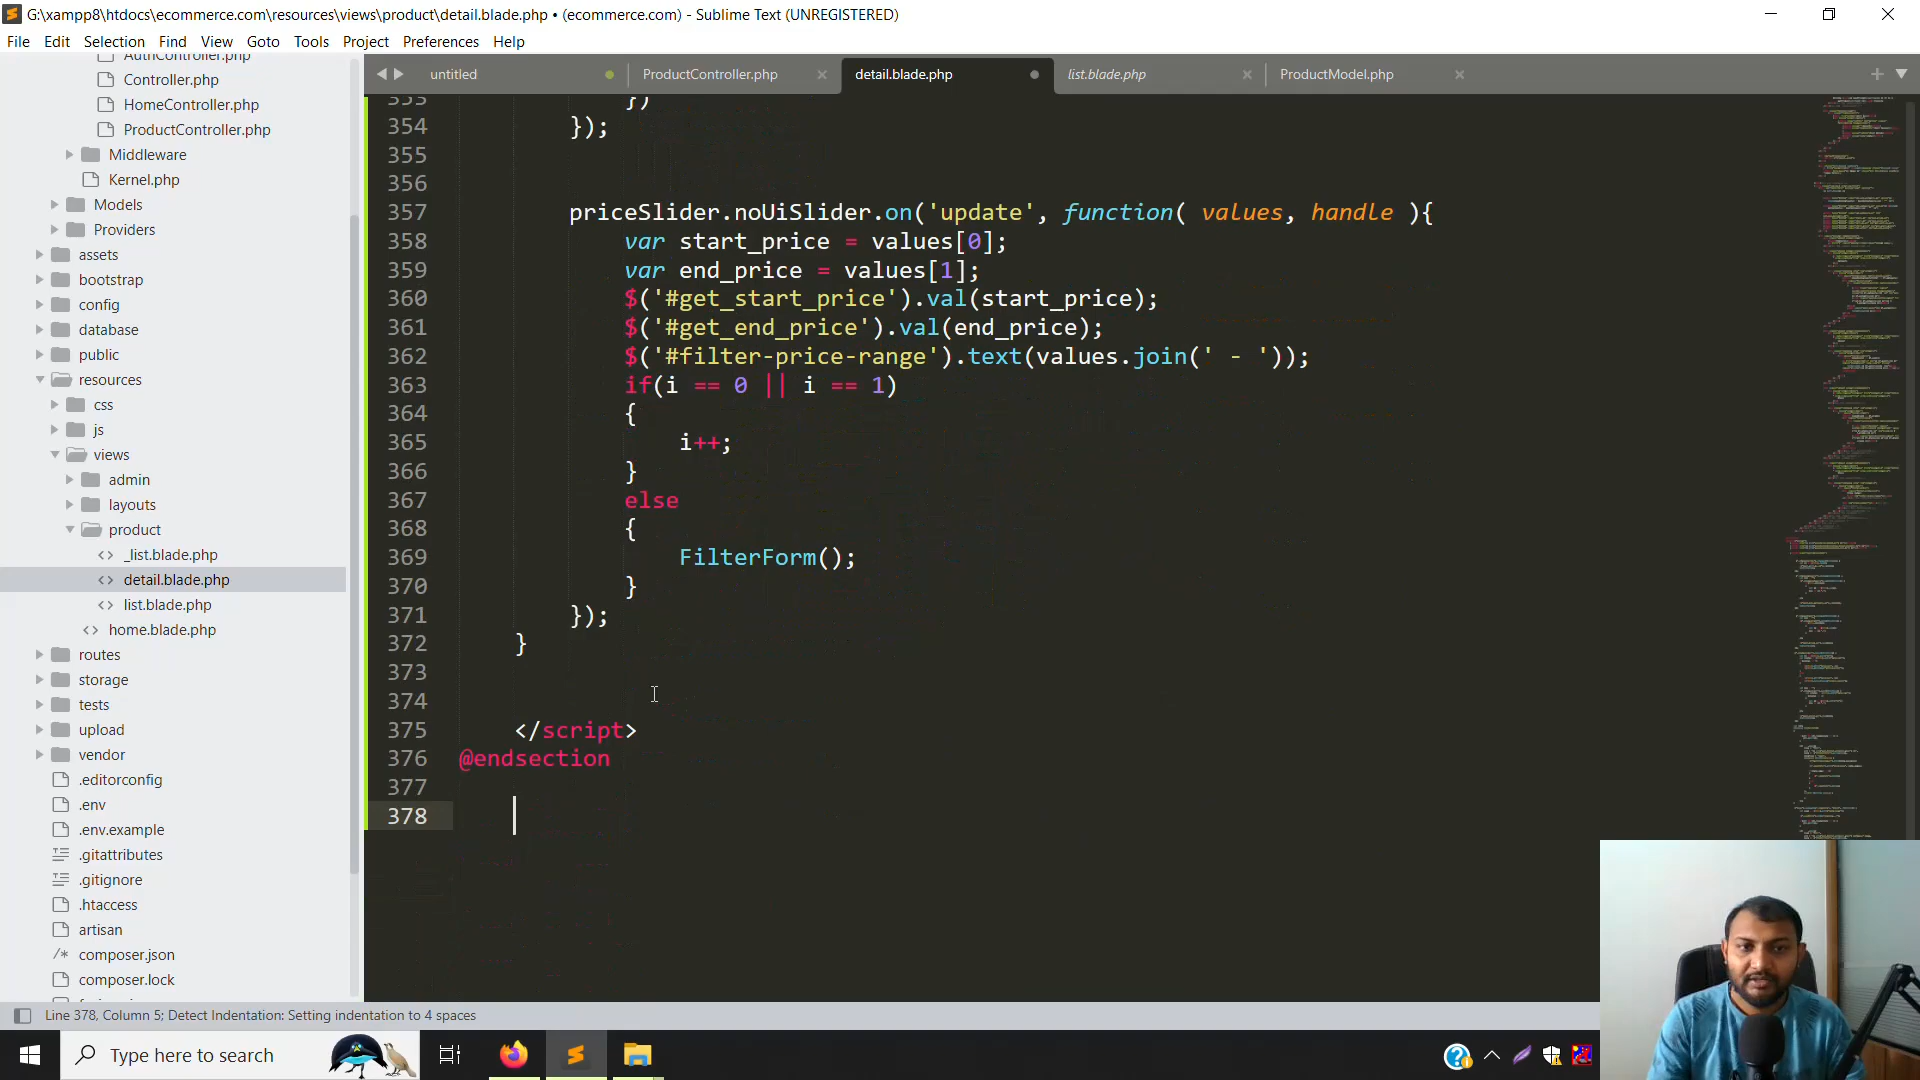 G:\xampp8\htdocs\ecommerce.com\resources\views\product\detail.blade.php • (ecommerce.com) - Sublime Text (UNREGISTERED)
File Edit Selection Find View Goto Tools Project Preferences Help
untitled ProductController.php detail.blade.php list.blade.php ProductModel.php
AuthController.php
Controller.php
HomeController.php
ProductController.php
Middleware
Kernel.php
Models
Providers
assets
bootstrap
config
database
public
resources
css
js
views
admin
layouts
product
_list.blade.php
detail.blade.php
list.blade.php
home.blade.php
routes
storage
tests
upload
vendor
.editorconfig
.env
.env.example
.gitattributes
.gitignore
.htaccess
artisan
composer.json
composer.lock
353 })
354 });
355
356
357 priceSlider.noUiSlider.on('update', function( values, handle ){
358 var start_price = values[0];
359 var end_price = values[1];
360 $('#get_start_price').val(start_price);
361 $('#get_end_price').val(end_price);
362 $('#filter-price-range').text(values.join(' - '));
363 if(i == 0 || i == 1)
364 {
365 i++;
366 }
367 else
368 {
369 FilterForm();
370 }
371 });
372 }
373
374
375 </script>
376 @endsection
377
378
Line 378, Column 5; Detect Indentation: Setting indentation to 4 spaces
Type here to search